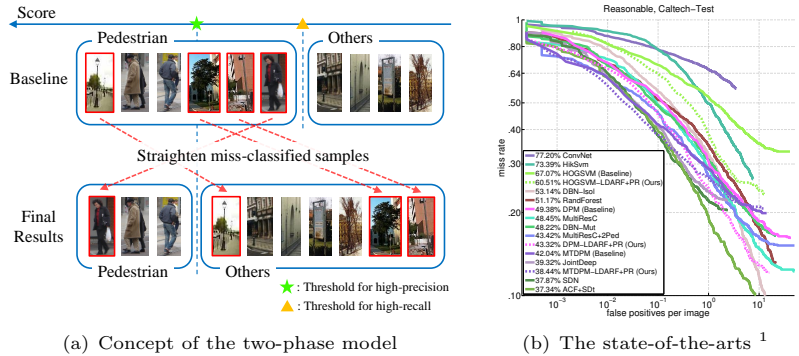 Score
Pedestrian
Others
Baseline
Straighten miss-classified samples
Final
Results
Pedestrian
Others
: Threshold for high-precision
: Threshold for high-recall
(a) Concept of the two-phase model
Reasonable, Caltech-Test
1
.80
.64
.50
.40
.30
.20
.10
miss rate
77.20% ConvNet
73.39% HikSvm
67.07% HOGSVM (Baseline)
60.51% HOGSVM-LDARF+PR (Ours)
53.14% DBN-Isol
51.17% RandForest
49.38% DPM (Baseline)
48.45% MultiResC
48.22% DBN-Mut
43.42% MultiResC+2Ped
43.32% DPM-LDARF+PR (Ours)
42.04% MTDPM (Baseline)
39.32% JointDeep
38.44% MTDPM-LDARF+PR (Ours)
37.87% SDN
37.34% ACF+SDt
10⁻³ 10⁻² 10⁻¹ 10⁰ 10¹
false positives per image
(b) The state-of-the-arts ¹